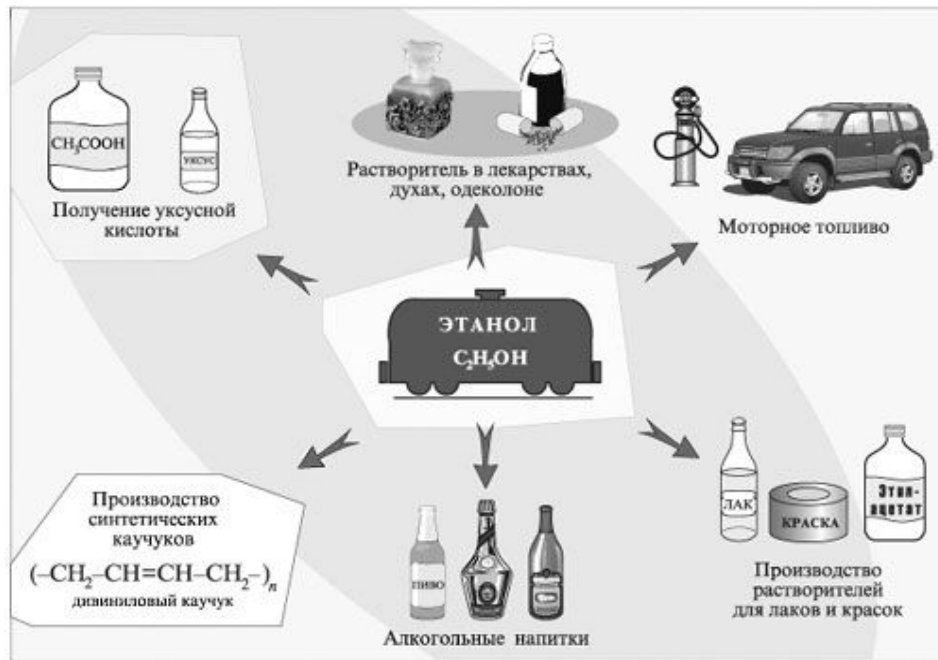 CH₃COOH
УКСУС
Получение уксусной
кислоты
Растворитель в лекарствах,
духах, одеколоне
Моторное топливо
ЭТАНОЛ
C₂H₅OH
Производство
синтетических
каучуков
(–CH₂–CH=CH–CH₂–)ₙ
дивиниловый каучук
ПИВО
Алкогольные напитки
ЛАК
КРАСКА
Этил-
ацетат
Производство
растворителей
для лаков и красок